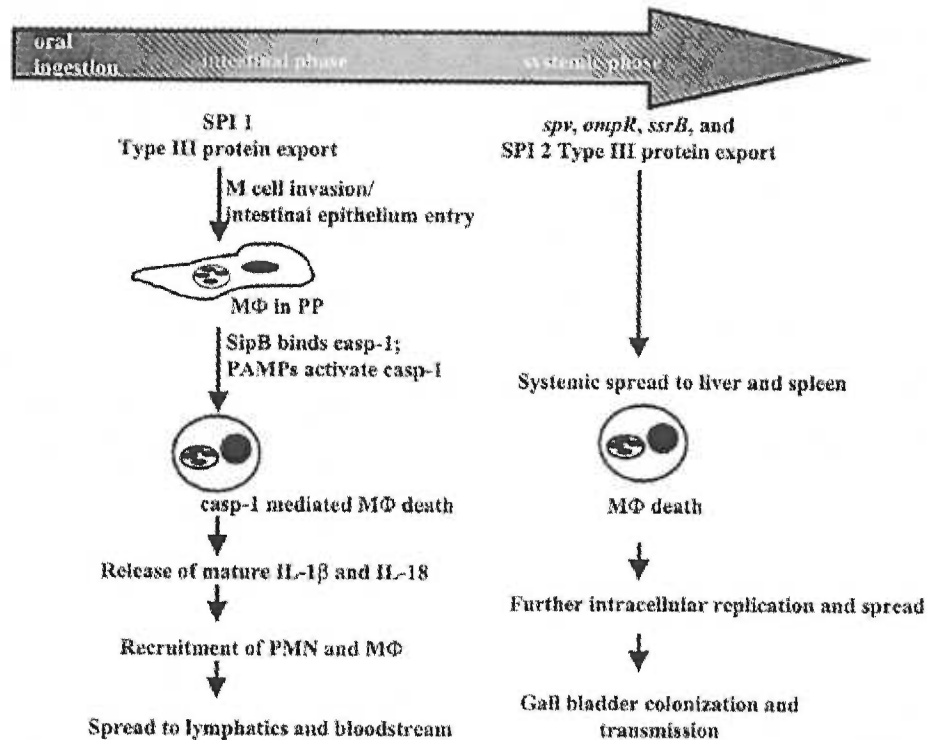 oral
ingestion
intestinal phase
systemic phase
SPI 1
Type III protein export
M cell invasion/
intestinal epithelium entry
MΦ in PP
SipB binds casp-1;
PAMPs activate casp-1
casp-1 mediated MΦ death
Release of mature IL-1β and IL-18
Recruitment of PMN and MΦ
Spread to lymphatics and bloodstream
spv, ompR, ssrB, and
SPI 2 Type III protein export
Systemic spread to liver and spleen
MΦ death
Further intracellular replication and spread
Gall bladder colonization and
transmission